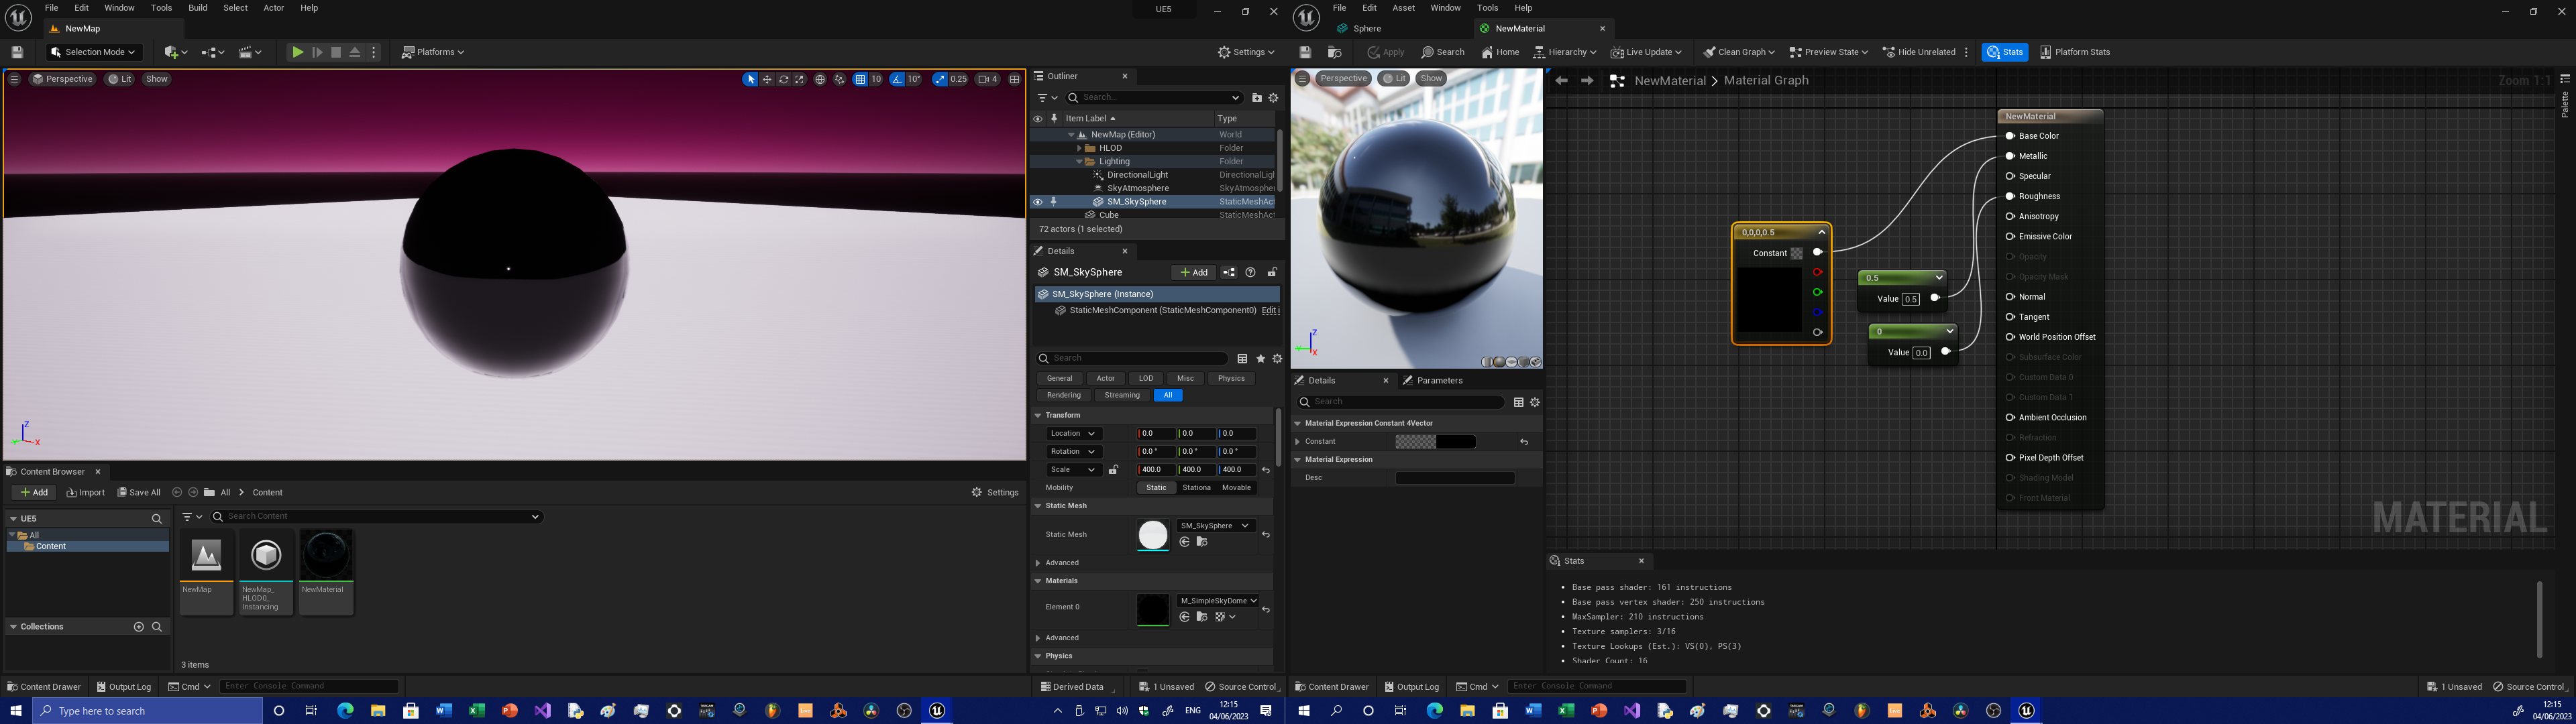 File Edit Window Tools Build Select Actor Help
UE5
NewMap
Selection Mode
Platforms
Settings
Perspective Lit Show
10 10° 0.25 4
Outliner
Search...
Item Label Type
NewMap (Editor) World
HLOD Folder
Lighting Folder
DirectionalLight DirectionalLigh
SkyAtmosphere SkyAtmospher
SM_SkySphere StaticMeshAct
Cube StaticMeshAct
72 actors (1 selected)
Details
SM_SkySphere
Add
SM_SkySphere (Instance)
StaticMeshComponent (StaticMeshComponent0) Edit i
Search
General Actor LOD Misc Physics
Rendering Streaming All
Transform
Location 0.0 0.0 0.0
Rotation 0.0 ° 0.0 ° 0.0 °
Scale 400.0 400.0 400.0
Mobility Static Stationa Movable
Static Mesh
Static Mesh SM_SkySphere
Advanced
Materials
Element 0 M_SimpleSkyDome
Advanced
Physics
Content Browser
Add Import Save All All Content Settings
UE5
Search Content
All
Content
NewMap
NewMap_
HLOD0_
Instancing
NewMaterial
Collections
3 items
Content Drawer Output Log Cmd Enter Console Command
Derived Data 1 Unsaved Source Control
Type here to search
ENG
12:15
04/06/2023
File Edit Asset Window Tools Help
Sphere
NewMaterial
Apply Search Home Hierarchy Live Update Clean Graph Preview State Hide Unrelated Stats Platform Stats
Perspective Lit Show
NewMaterial Material Graph
Zoom 1:1
Palette
NewMaterial
Base Color
Metallic
Specular
Roughness
Anisotropy
Emissive Color
Opacity
Opacity Mask
Normal
Tangent
World Position Offset
Subsurface Color
Custom Data 0
Custom Data 1
Ambient Occlusion
Refraction
Pixel Depth Offset
Shading Model
Front Material
0,0,0,0.5
Constant
0.5
Value 0.5
0
Value 0.0
MATERIAL
Details Parameters
Search
Material Expression Constant 4Vector
Constant
Material Expression
Desc
Stats
Base pass shader: 161 instructions
Base pass vertex shader: 250 instructions
MaxSampler: 210 instructions
Texture samplers: 3/16
Texture Lookups (Est.): VS(0), PS(3)
Shader Count: 16
Content Drawer Output Log Cmd Enter Console Command
1 Unsaved Source Control
12:15
04/06/2023